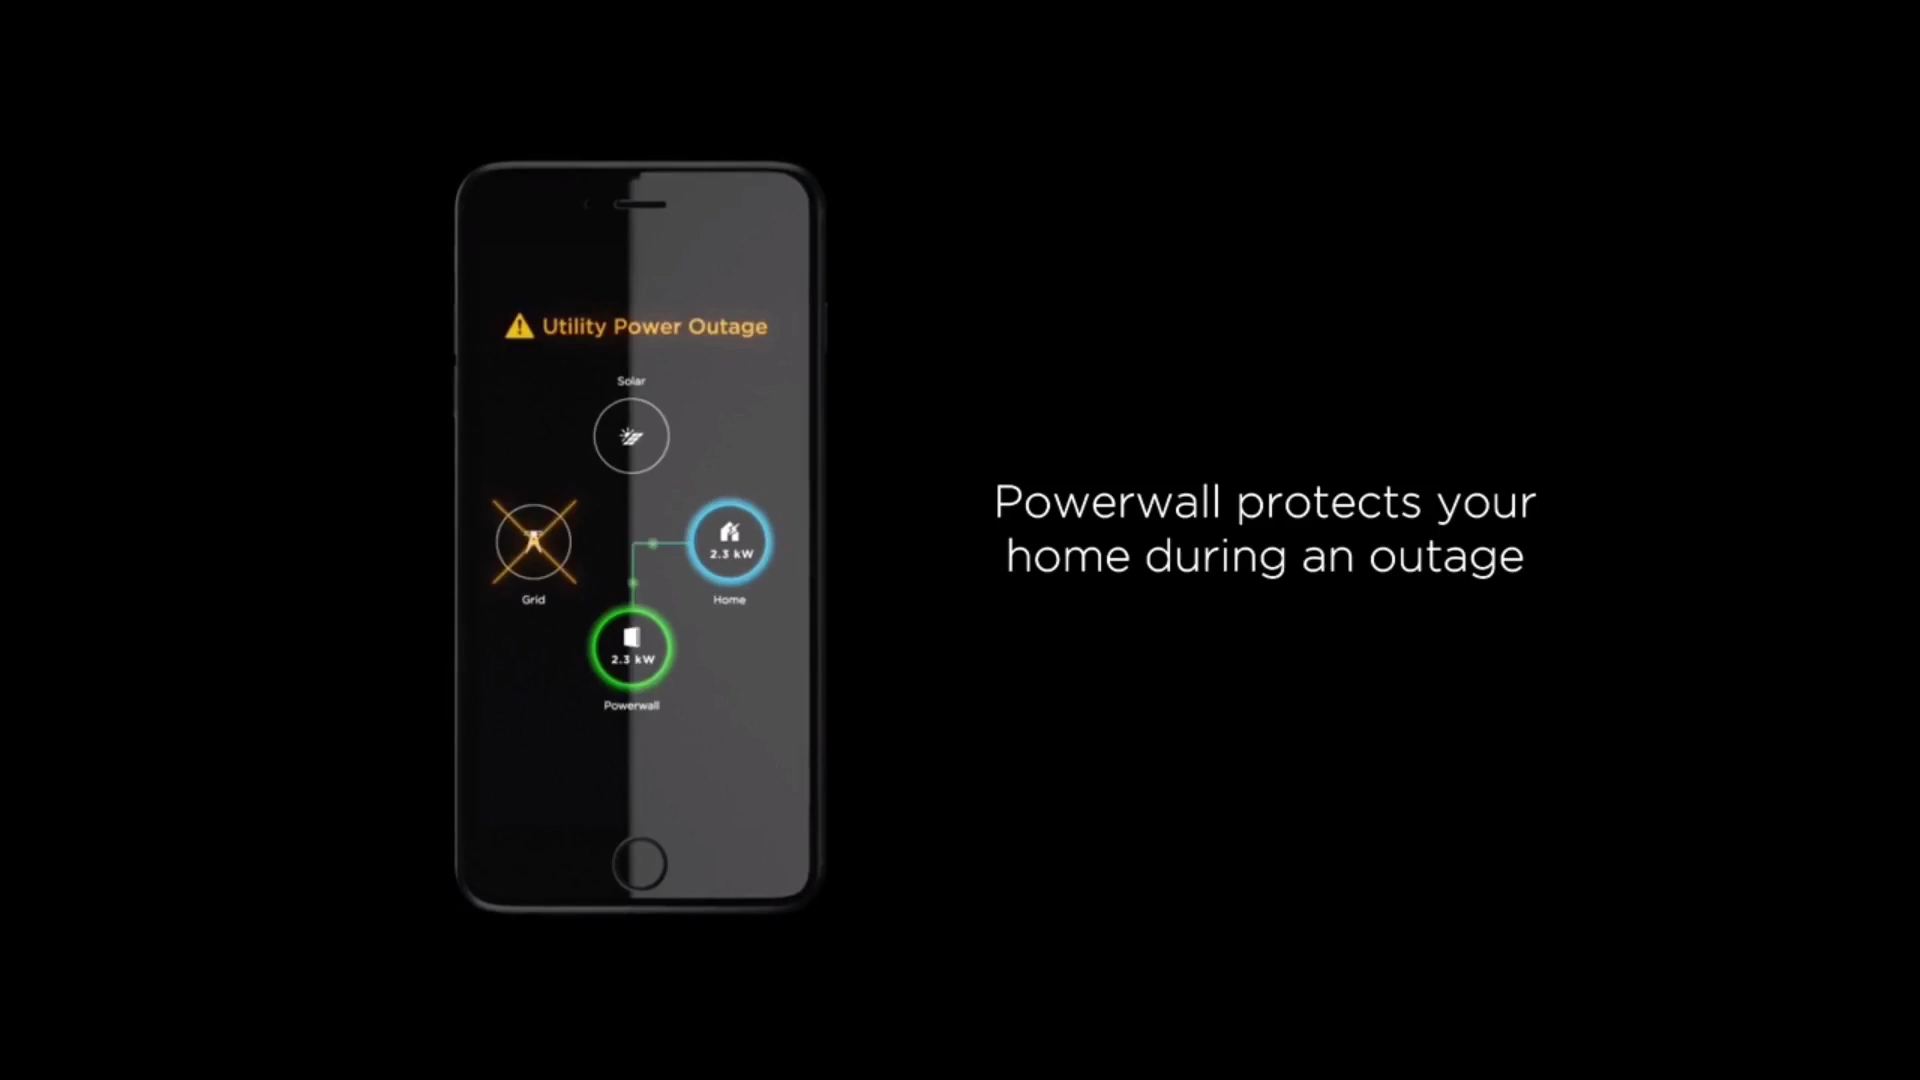 Utility Power Outage
Solar
2.3 kW
Grid
Home
2.3 kW
Powerwall
Powerwall protects your
home during an outage